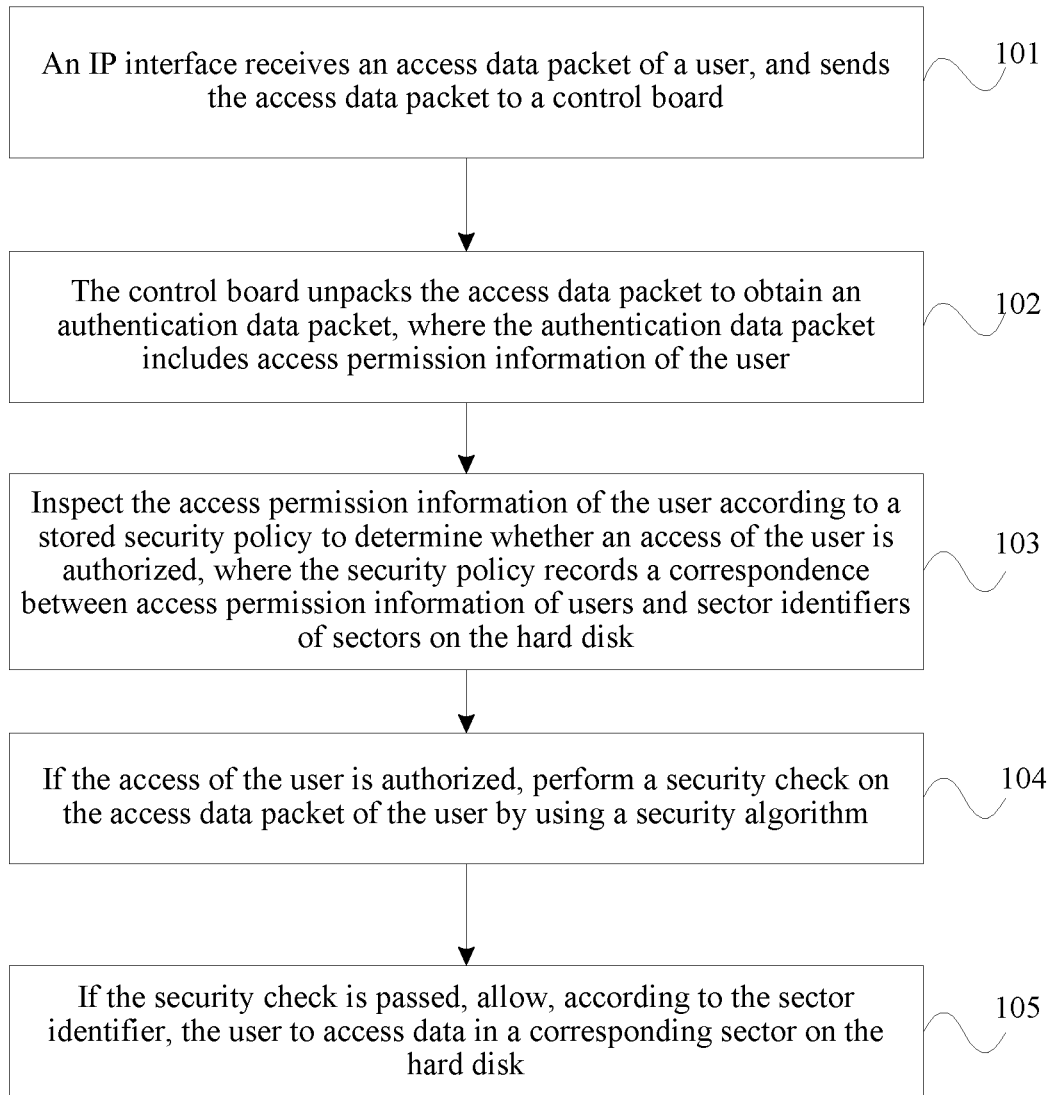 An IP interface receives an access data packet of a user, and sends
the access data packet to a control board
101
The control board unpacks the access data packet to obtain an
authentication data packet, where the authentication data packet
includes access permission information of the user
102
Inspect the access permission information of the user according to a
stored security policy to determine whether an access of the user is
authorized, where the security policy records a correspondence
between access permission information of users and sector identifiers
of sectors on the hard disk
103
If the access of the user is authorized, perform a security check on
the access data packet of the user by using a security algorithm
104
If the security check is passed, allow, according to the sector
identifier, the user to access data in a corresponding sector on the
hard disk
105